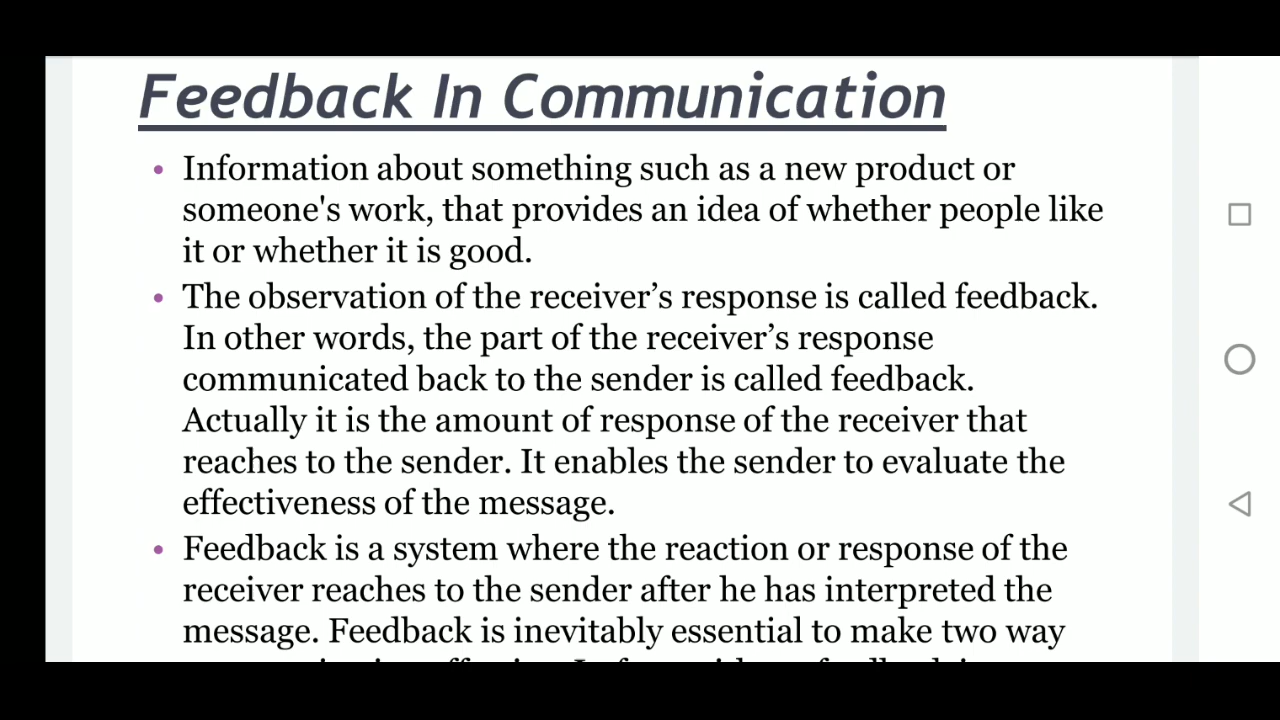 Feedback In Communication
• Information about something such as a new product or
someone's work, that provides an idea of whether people like
it or whether it is good.
• The observation of the receiver’s response is called feedback.
In other words, the part of the receiver’s response
communicated back to the sender is called feedback.
Actually it is the amount of response of the receiver that
reaches to the sender. It enables the sender to evaluate the
effectiveness of the message.
• Feedback is a system where the reaction or response of the
receiver reaches to the sender after he has interpreted the
message. Feedback is inevitably essential to make two way